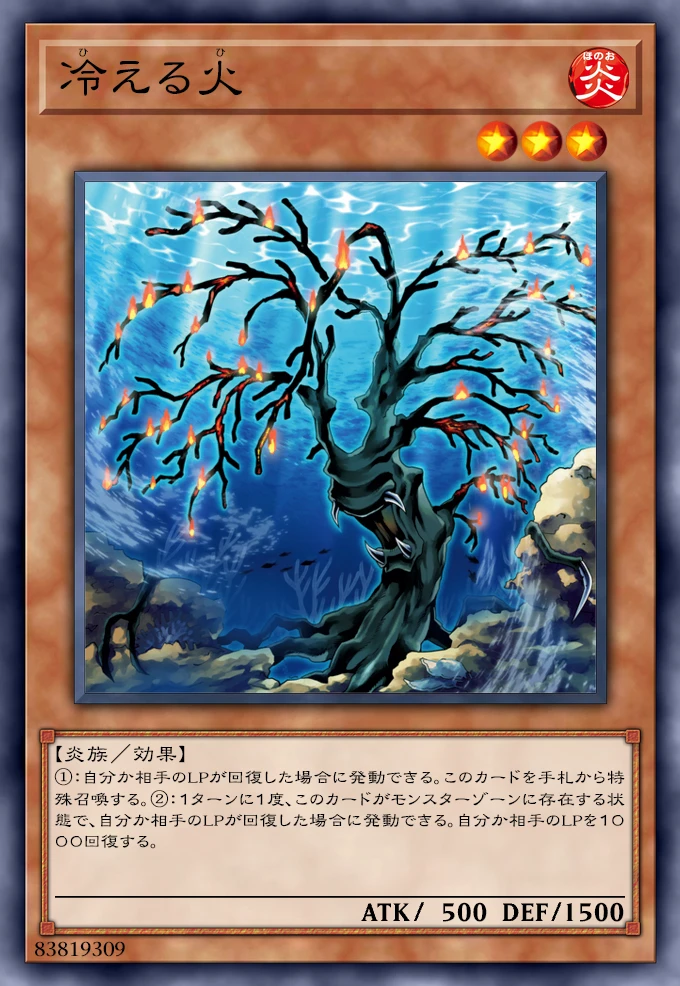 冷える火
ひ ひ
ほのお
炎
【炎族／効果】
①：自分か相手のLPが回復した場合に発動できる。このカードを手札から特
殊召喚する。②：1ターンに1度、このカードがモンスターゾーンに存在する状
態で、自分か相手のLPが回復した場合に発動できる。自分か相手のLPを1０
００回復する。
ATK/ 500 DEF/1500
83819309